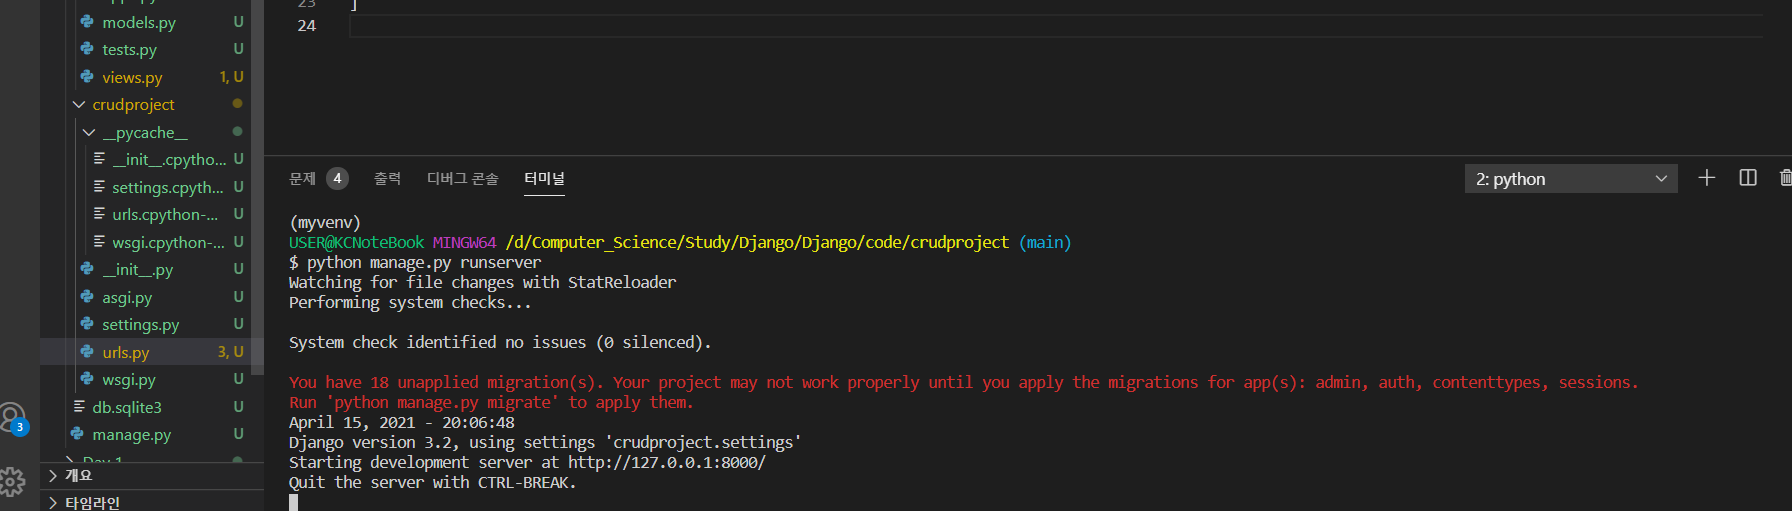 models.py U
tests.py U
views.py 1, U
crudproject
__pycache__
__init__.cpytho... U
settings.cpyth... U
urls.cpython-... U
wsgi.cpython-... U
__init__.py U
asgi.py U
settings.py U
urls.py 3, U
wsgi.py U
db.sqlite3 U
manage.py U
Day 1
개요
타임라인
3
23 ]
24
문제 4 출력 디버그 콘솔 터미널 2: python
(myvenv)
USER@KCNoteBook MINGW64 /d/Computer_Science/Study/Django/Django/code/crudproject (main)
$ python manage.py runserver
Watching for file changes with StatReloader
Performing system checks...
System check identified no issues (0 silenced).
You have 18 unapplied migration(s). Your project may not work properly until you apply the migrations for app(s): admin, auth, contenttypes, sessions.
Run 'python manage.py migrate' to apply them.
April 15, 2021 - 20:06:48
Django version 3.2, using settings 'crudproject.settings'
Starting development server at http://127.0.0.1:8000/
Quit the server with CTRL-BREAK.